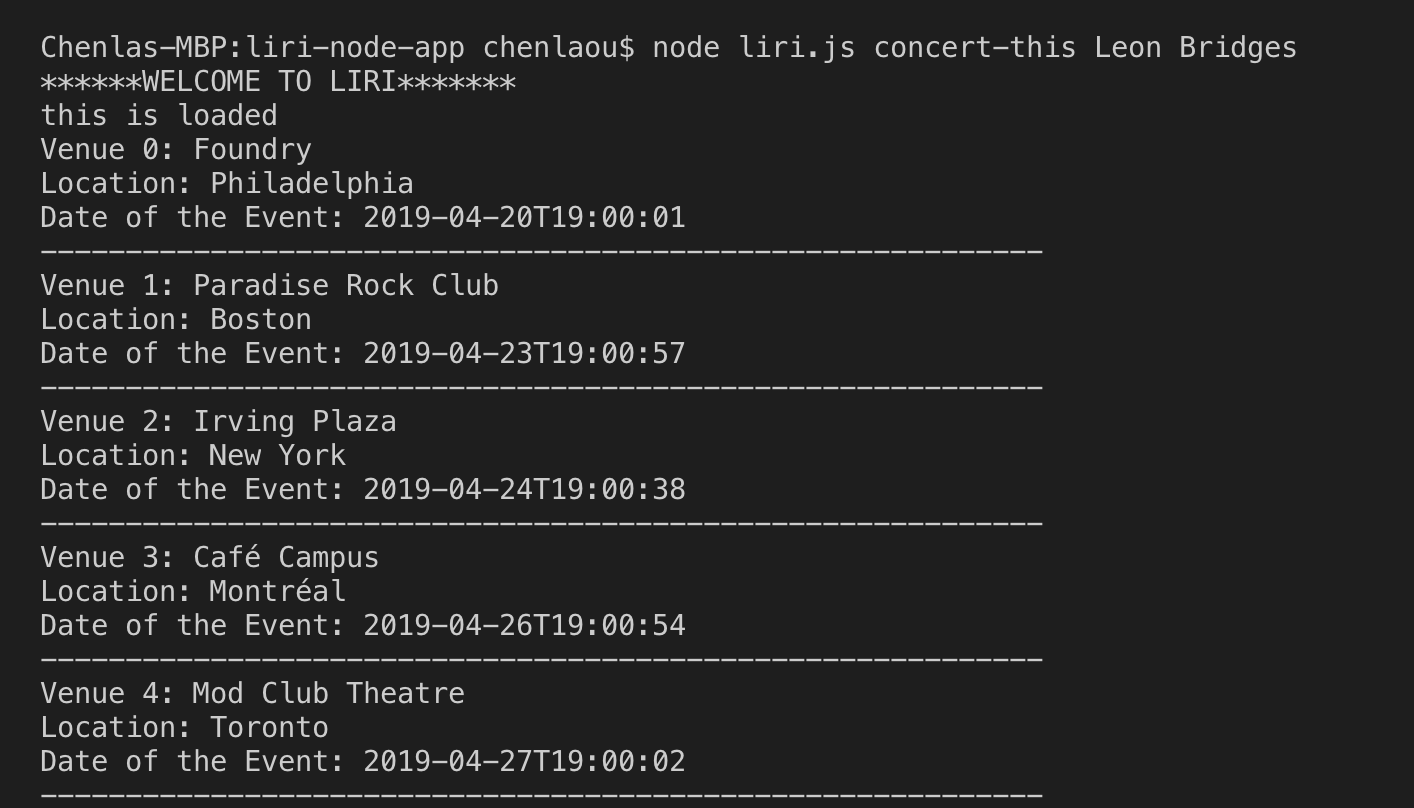 Chenlas-MBP:liri-node-app chenlaou$ node liri.js concert-this Leon Bridges
******WELCOME TO LIRI*******
this is loaded
Venue 0: Foundry
Location: Philadelphia
Date of the Event: 2019-04-20T19:00:01
-----------------------------------------------------------
Venue 1: Paradise Rock Club
Location: Boston
Date of the Event: 2019-04-23T19:00:57
-----------------------------------------------------------
Venue 2: Irving Plaza
Location: New York
Date of the Event: 2019-04-24T19:00:38
-----------------------------------------------------------
Venue 3: Café Campus
Location: Montréal
Date of the Event: 2019-04-26T19:00:54
-----------------------------------------------------------
Venue 4: Mod Club Theatre
Location: Toronto
Date of the Event: 2019-04-27T19:00:02
-----------------------------------------------------------